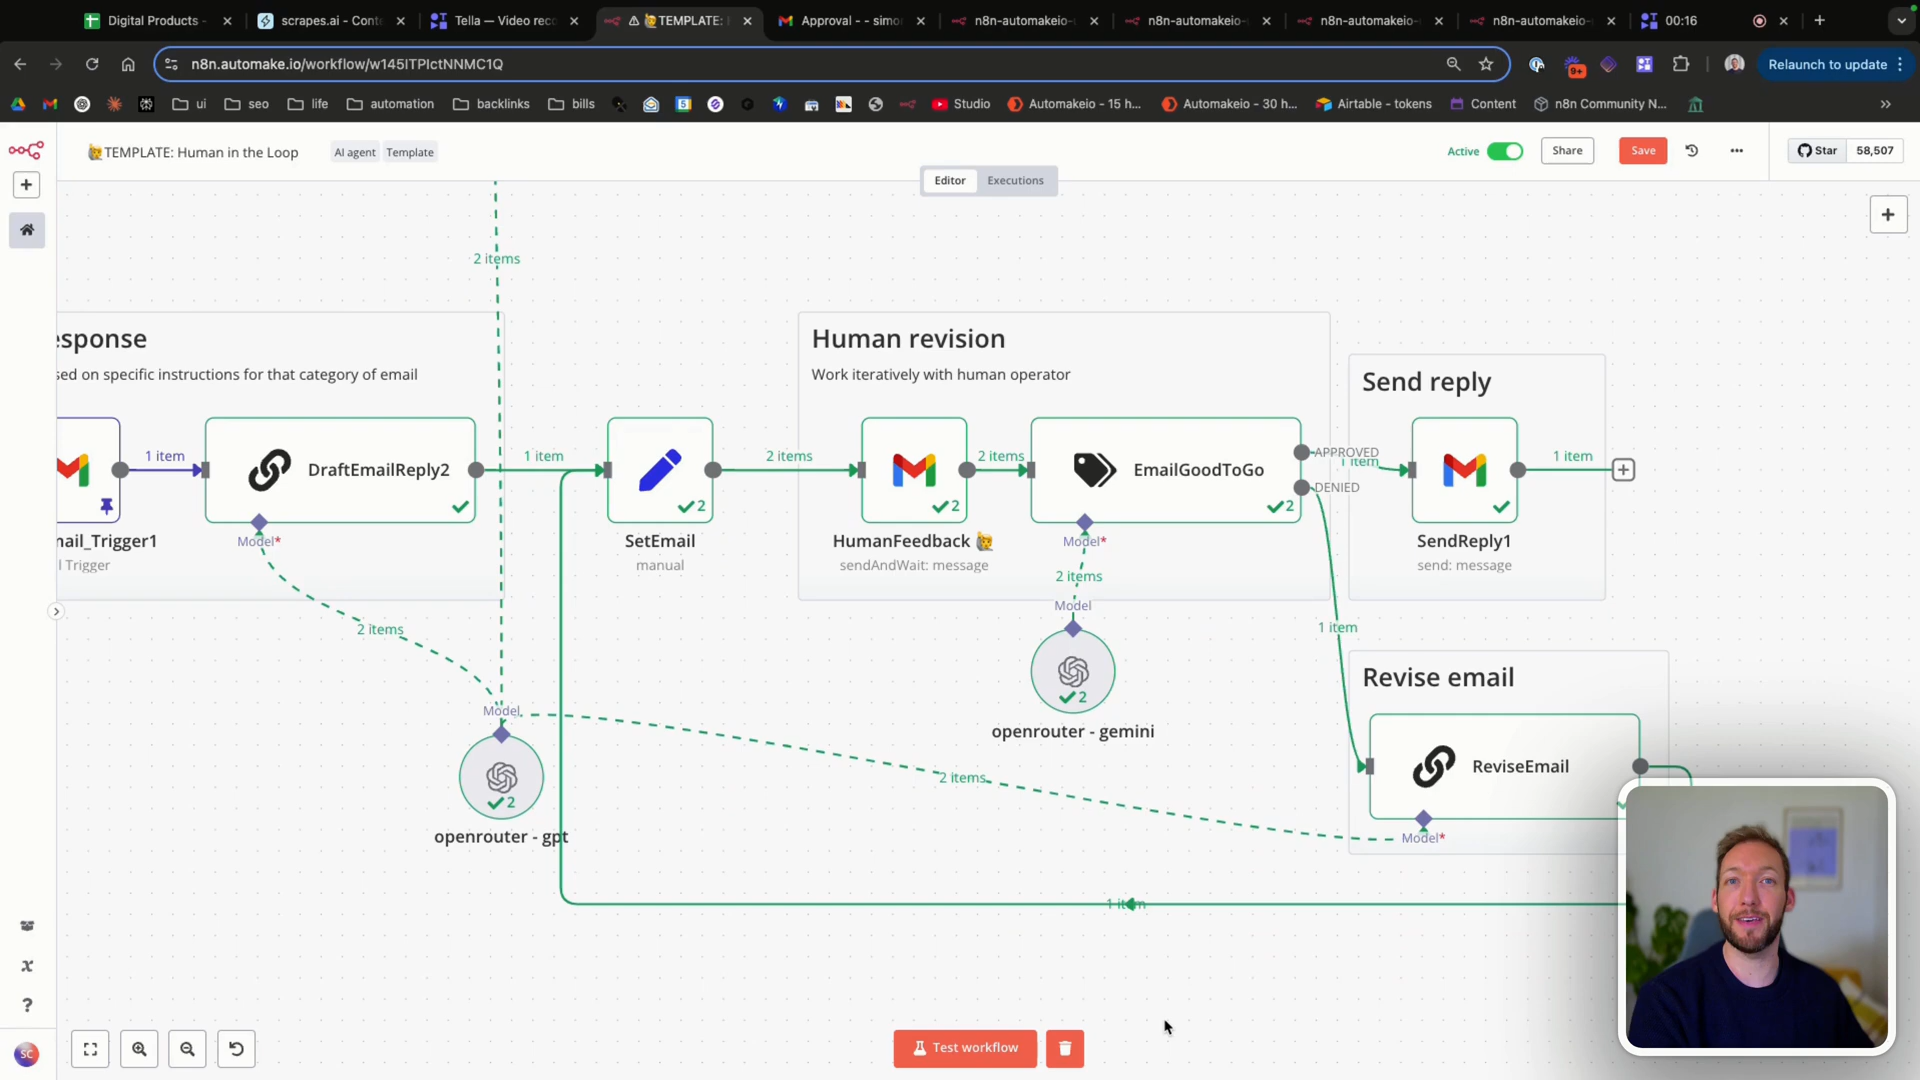 Digital Products -
scrapes.ai - Cont
Tella — Video rec
TEMPLATE:
Approval - - simo
n8n-automakeio-
n8n-automakeio-
n8n-automakeio-
n8n-automakeio-
00:16
n8n.automake.io/workflow/w145lTPIctNNMC1Q
9+
Relaunch to update
ui
seo
life
automation
backlinks
bills
5
Studio
Automakeio - 15 h...
Automakeio - 30 h...
Airtable - tokens
Content
n8n Community N...
TEMPLATE: Human in the Loop
AI agent
Template
Active
Share
Save
Star
58,507
Editor
Executions
2 items
esponse
sed on specific instructions for that category of email
Human revision
Work iteratively with human operator
Send reply
1 item
DraftEmailReply2
1 item
2 items
2 items
EmailGoodToGo
APPROVED
1 item
DENIED
1 item
2
2
2
nail_Trigger1
l Trigger
Model*
SetEmail
manual
HumanFeedback
sendAndWait: message
Model*
SendReply1
send: message
2 items
Model
2 items
1 item
2
openrouter - gemini
Revise email
Model
2
openrouter - gpt
2 items
ReviseEmail
Model*
1 item
SC
Test workflow